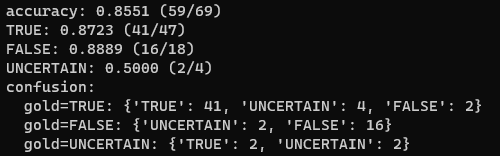 accuracy: 0.8551 (59/69)
TRUE: 0.8723 (41/47)
FALSE: 0.8889 (16/18)
UNCERTAIN: 0.5000 (2/4)
confusion:
  gold=TRUE: {'TRUE': 41, 'UNCERTAIN': 4, 'FALSE': 2}
  gold=FALSE: {'UNCERTAIN': 2, 'FALSE': 16}
  gold=UNCERTAIN: {'TRUE': 2, 'UNCERTAIN': 2}